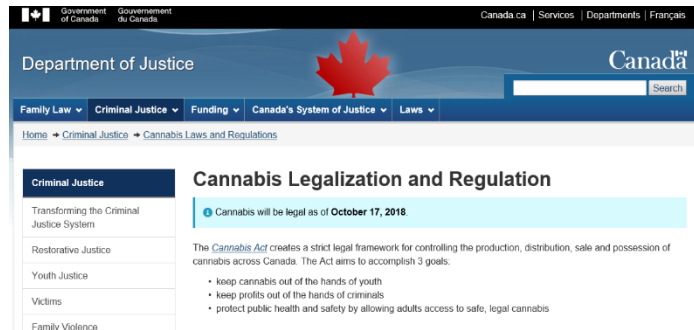 Government of Canada Gouvernement du Canada
Canada.ca | Services | Departments | Français
Department of Justice
Canada
Search
Family Law Criminal Justice Funding Canada's System of Justice Laws
Home → Criminal Justice → Cannabis Laws and Regulations
Criminal Justice
Transforming the Criminal
Justice System
Restorative Justice
Youth Justice
Victims
Family Violence
Cannabis Legalization and Regulation
Cannabis will be legal as of October 17, 2018.
The Cannabis Act creates a strict legal framework for controlling the production, distribution, sale and possession of
cannabis across Canada. The Act aims to accomplish 3 goals:
• keep cannabis out of the hands of youth
• keep profits out of the hands of criminals
• protect public health and safety by allowing adults access to safe, legal cannabis